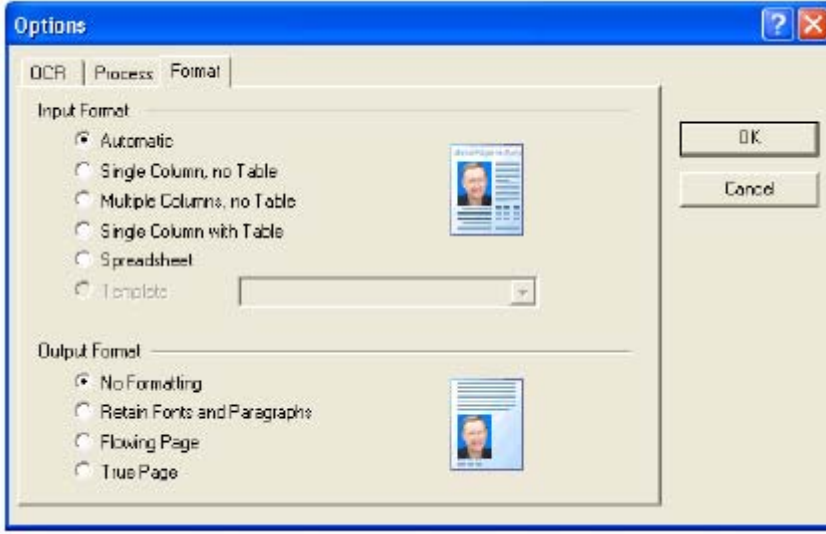 Options
OCR Process Format
Input Format
Automatic
Single Column, no Table
Multiple Columns, no Table
Single Column with Table
Spreadsheet
Template
OK
Cancel
Output Format
No Formatting
Retain Fonts and Paragraphs
Flowing Page
True Page